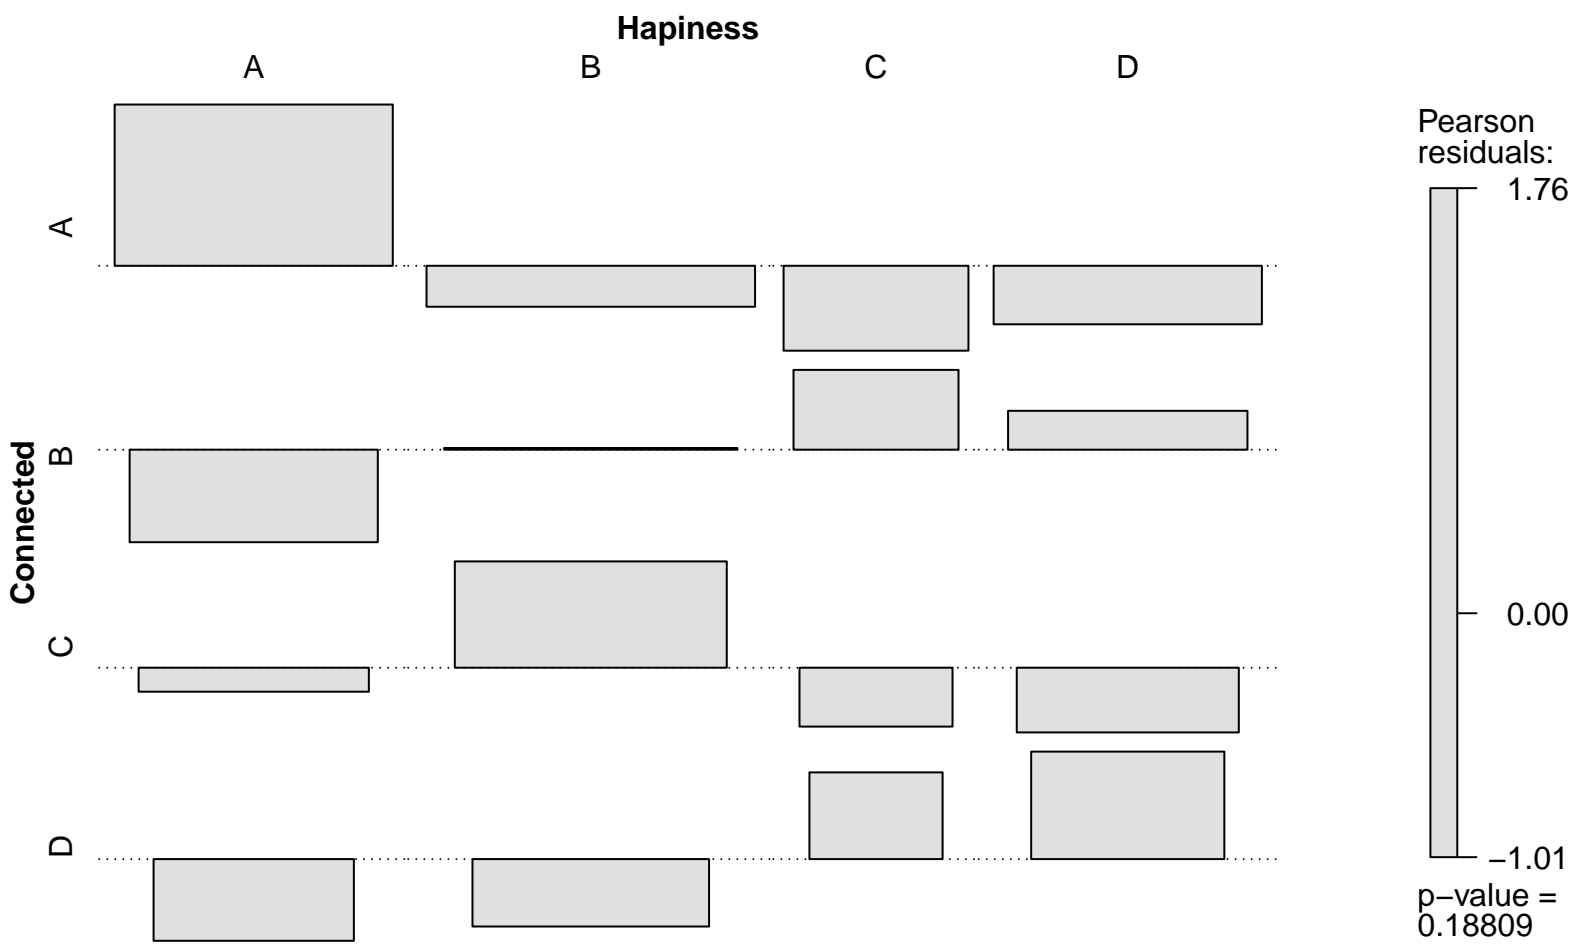 Hapiness
A B C D
Connected
A
B
C
D
Pearson
residuals:
1.76
0.00
−1.01
p−value =
0.18809